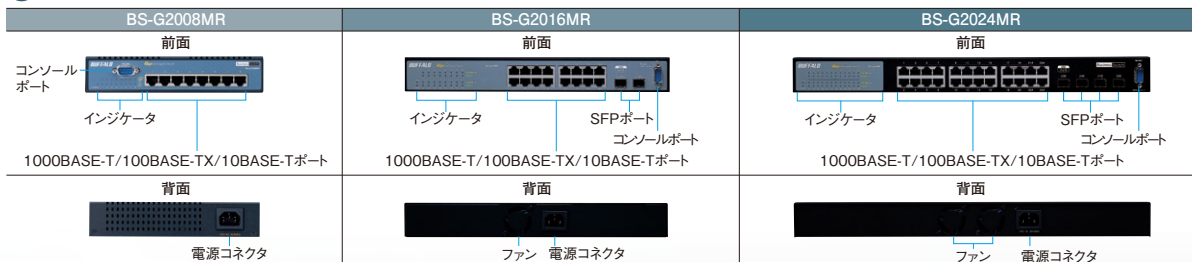 BS-G2008MR
前面
BUFFALO
コンソール
ポート
インジケータ
1000BASE-T/100BASE-TX/10BASE-Tポート
背面
電源コネクタ
BS-G2016MR
前面
BUFFALO
インジケータ
SFPポート
コンソールポート
1000BASE-T/100BASE-TX/10BASE-Tポート
背面
ファン
電源コネクタ
BS-G2024MR
前面
BUFFALO
インジケータ
SFPポート
コンソールポート
1000BASE-T/100BASE-TX/10BASE-Tポート
背面
ファン
電源コネクタ